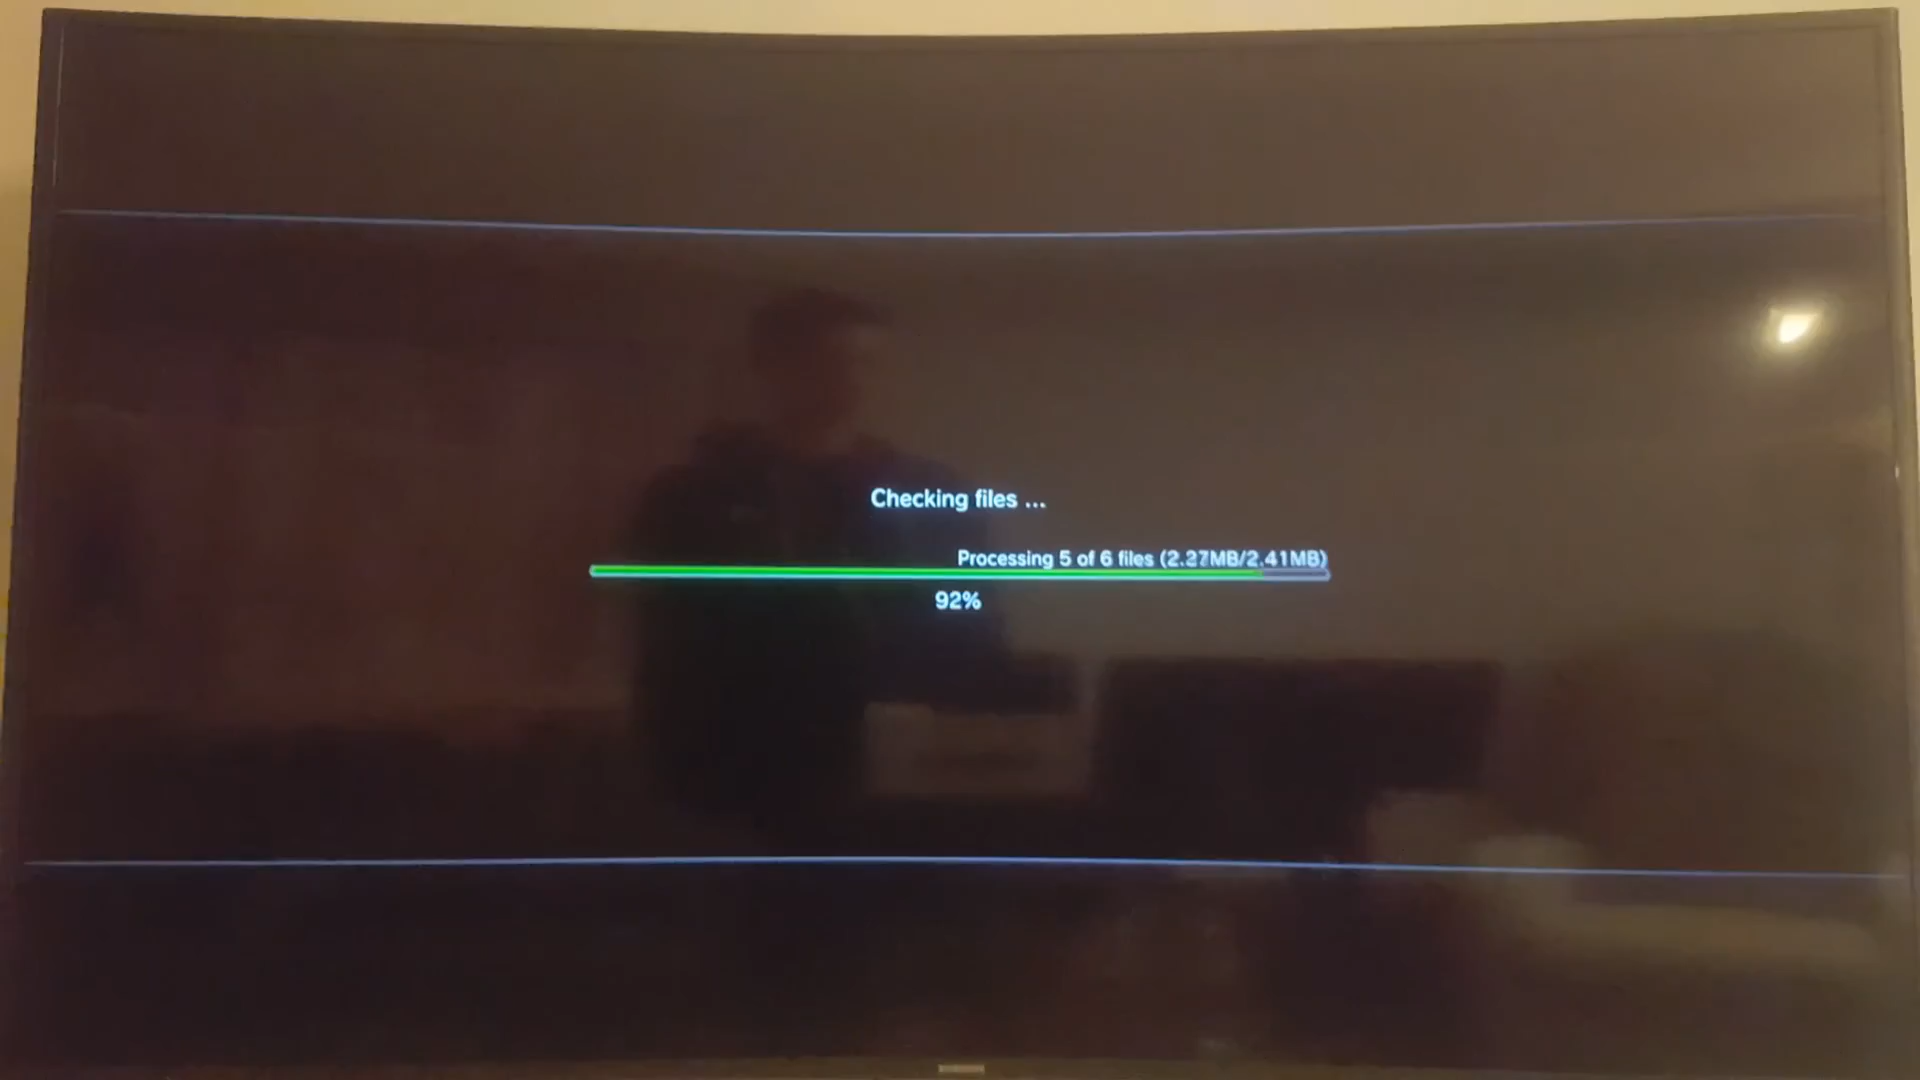 Checking files ...
Processing 5 of 6 files (2.27MB/2.41MB)
92%